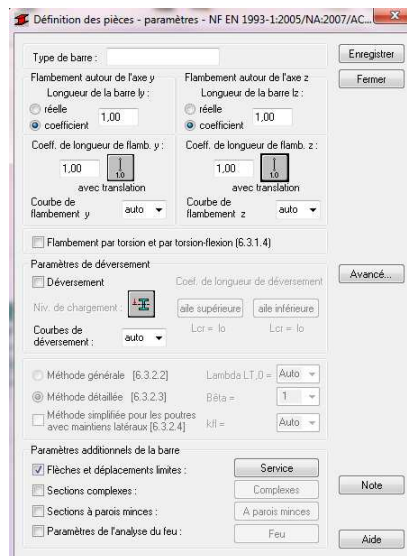 Définition des pièces - paramètres - NF EN 1993-1:2005/NA:2007/AC...
Type de barre :
Enregistrer
Flambement autour de l'axe y
Flambement autour de l'axe z
Fermer
Longueur de la barre ly :
Longueur de la barre lz :
réelle
réelle
coefficient
1,00
coefficient
1,00
Coeff. de longueur de flamb. y :
Coeff. de longueur de flamb. z :
1,00
1.0
1,00
1.0
avec translation
avec translation
Courbe de flambement y
auto
Courbe de flambement z
auto
Flambement par torsion et par torsion-flexion (6.3.1.4)
Paramètres de déversement
Avancé...
Déversement
Coef. de longueur de déversement
Niv. de chargement :
aile supérieure
aile inférieure
Lcr = lo
Lcr = lo
Courbes de déversement :
auto
Méthode générale [6.3.2.2]
Lambda LT,0 =
Auto
Méthode détaillée [6.3.2.3]
Bêta =
1
Méthode simplifiée pour les poutres avec maintiens latéraux [6.3.2.4]
kfl =
Auto
Paramètres additionnels de la barre
Flèches et déplacements limites :
Service
Sections complexes :
Complexes
Note
Sections à parois minces :
A parois minces
Paramètres de l'analyse du feu :
Feu
Aide